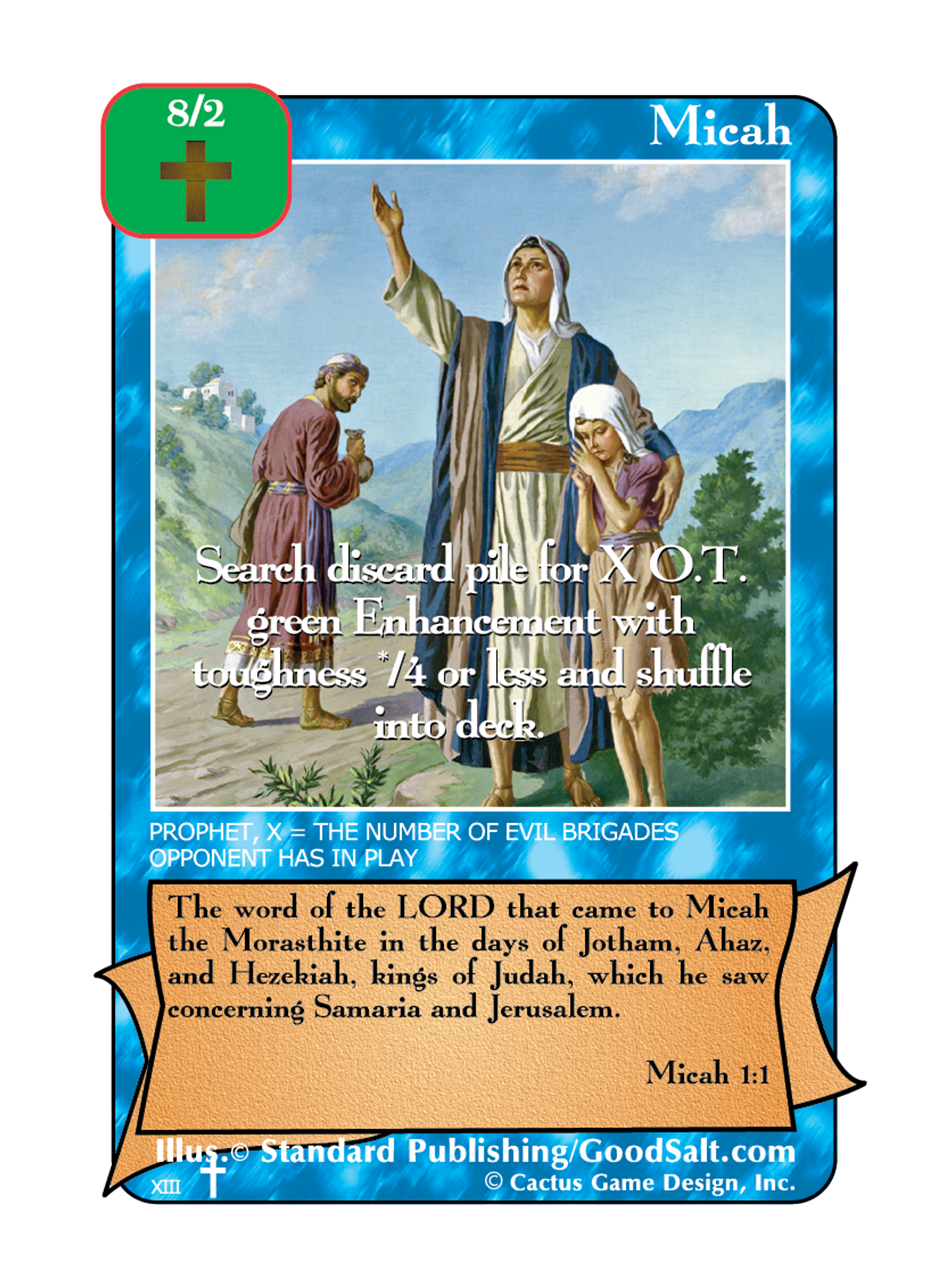 8/2
Micah
Search discard pile for X O.T.
green Enhancement with
toughness */4 or less and shuffle
into deck.
PROPHET, X = THE NUMBER OF EVIL BRIGADES
OPPONENT HAS IN PLAY
The word of the LORD that came to Micah
the Morasthite in the days of Jotham, Ahaz,
and Hezekiah, kings of Judah, which he saw
concerning Samaria and Jerusalem.
Micah 1:1
Illus.© Standard Publishing/GoodSalt.com
XIII
© Cactus Game Design, Inc.